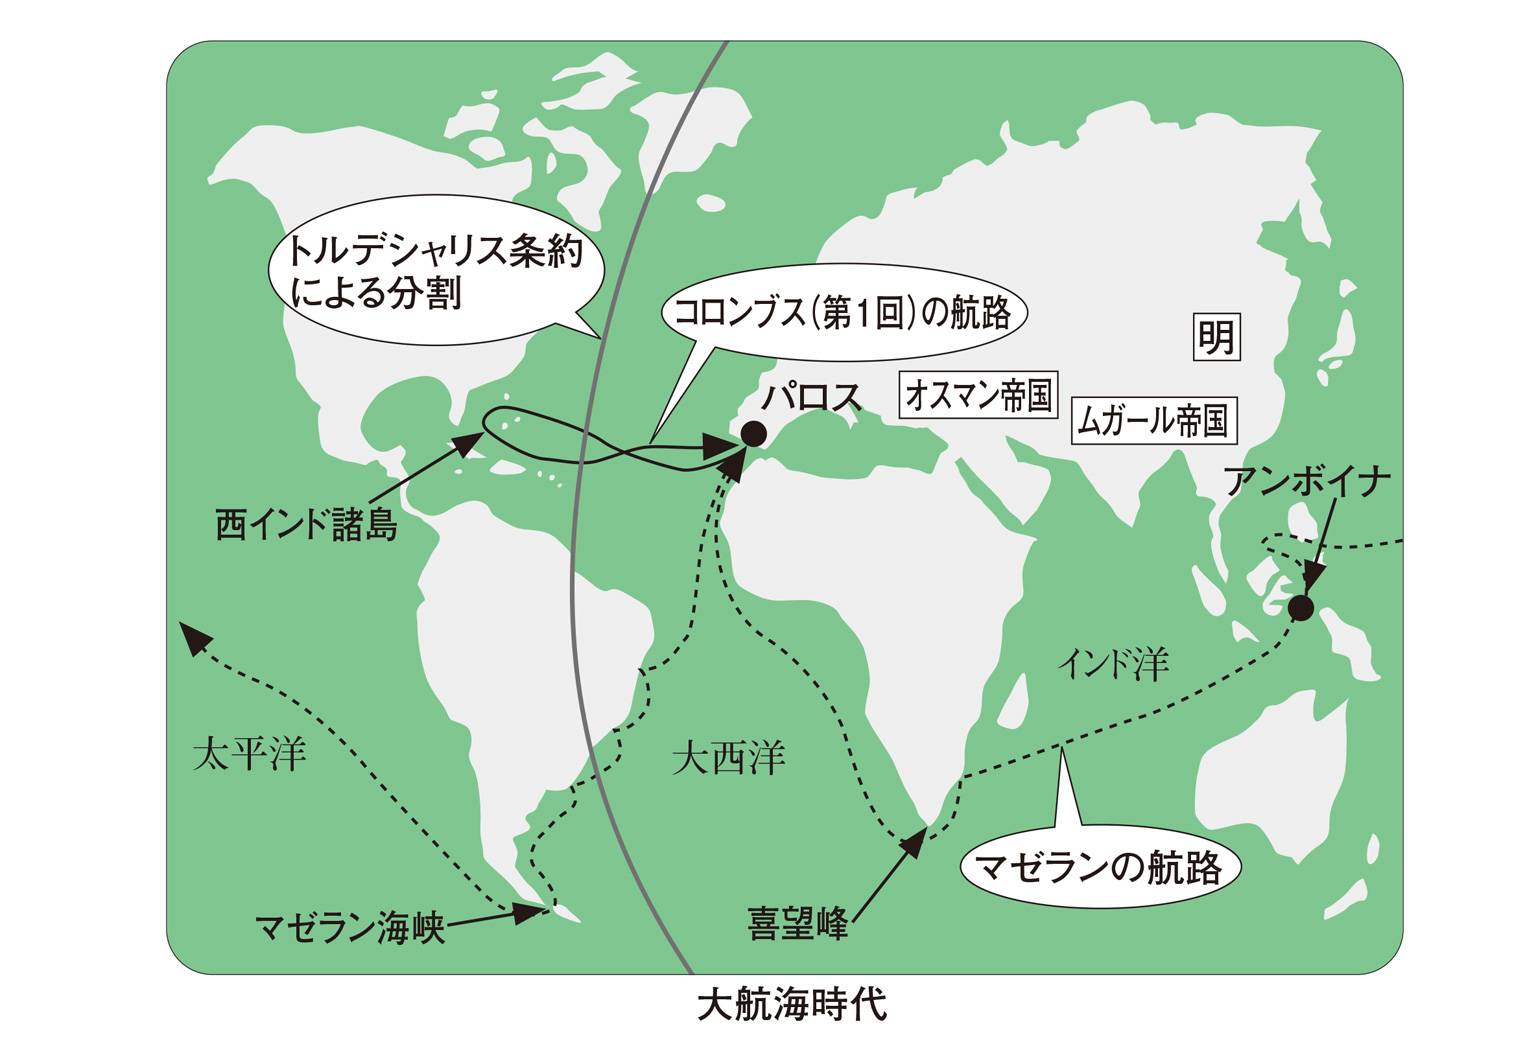 トルデシャリス条約
による分割
コロンブス(第1回)の航路
明
パロス
オスマン帝国
ムガール帝国
アンボイナ
西インド諸島
インド洋
太平洋
大西洋
マゼランの航路
マゼラン海峡
喜望峰
大航海時代